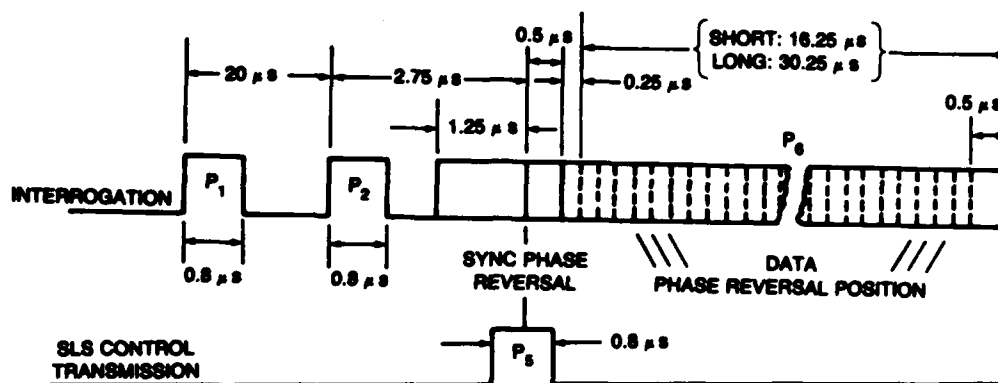 SHORT: 16.25 μs
LONG: 30.25 μs
0.5 μs
20 μs
2.75 μs
0.25 μs
0.5 μs
1.25 μs
P6
INTERROGATION
P1
P2
0.8 μs
0.8 μs
SYNC PHASE
REVERSAL
DATA
PHASE REVERSAL POSITION
SLS CONTROL
TRANSMISSION
P5
0.8 μs